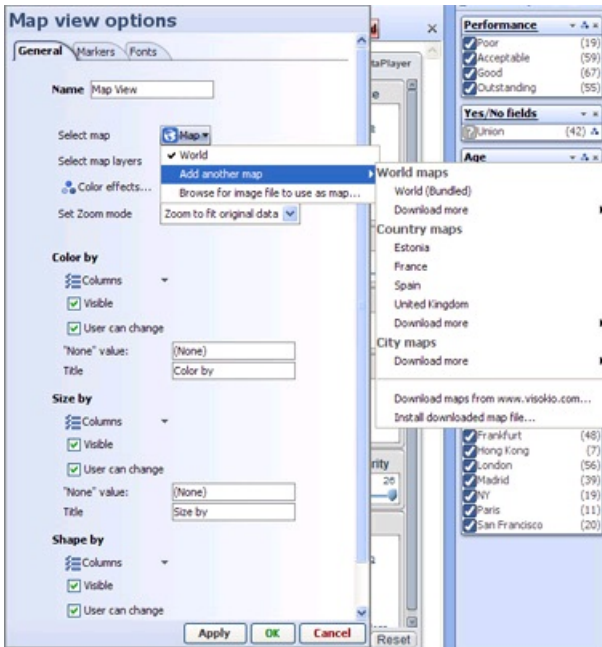 Map view options
General Markers Fonts
Name Map View
Select map Map
Select map layers
Color effects...
Set Zoom mode Zoom to fit original data
World
Add another map
Browse for image file to use as map...
World maps
World (Bundled)
Download more
Country maps
Estonia
France
Spain
United Kingdom
Download more
City maps
Download more
Download maps from www.visokio.com...
Install downloaded map file...
Color by
Columns
Visible
User can change
"None" value: (None)
Title Color by
Size by
Columns
Visible
User can change
"None" value: (None)
Title Size by
Shape by
Columns
Visible
User can change
Apply OK Cancel
taPlayer
rity
26
Reset
Performance
Poor (19)
Acceptable (59)
Good (67)
Outstanding (55)
Yes/No fields
Union (42)
Age
Frankfurt (48)
Hong Kong (7)
London (56)
Madrid (39)
NY (19)
Paris (11)
San Francisco (20)